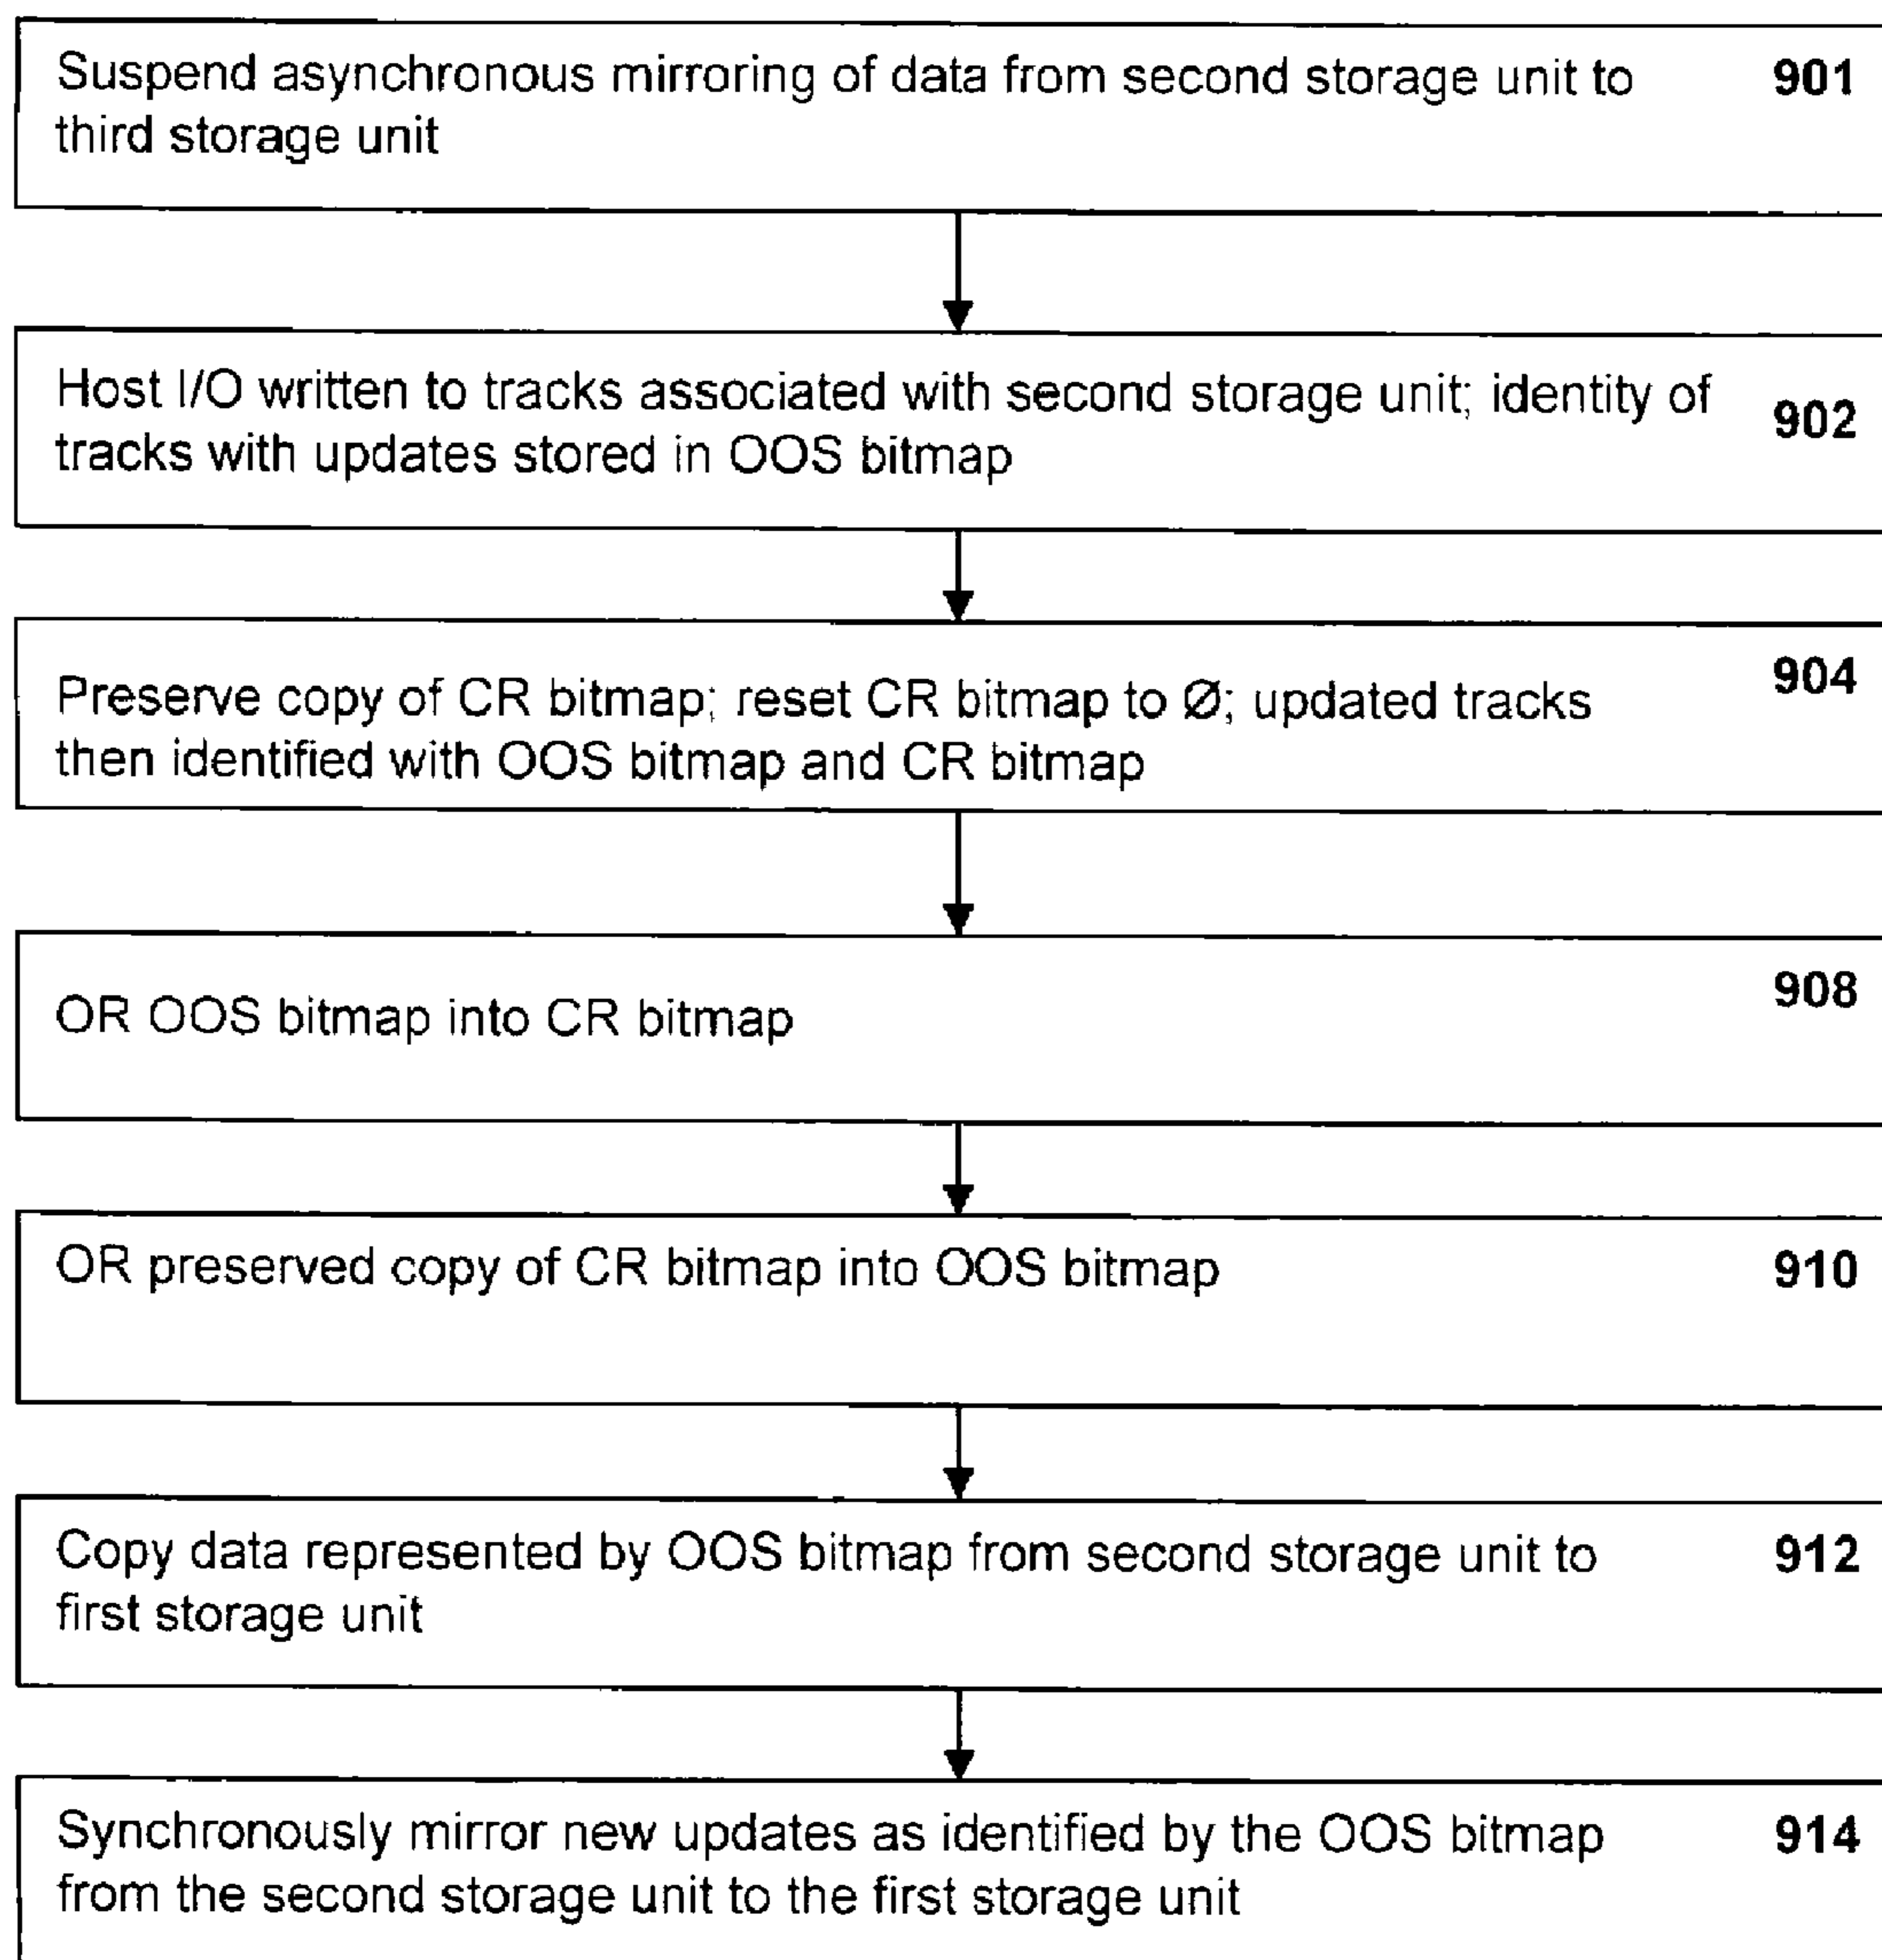 Suspend asynchronous mirroring of data from second storage unit to 901
third storage unit
Host I/O written to tracks associated with second storage unit; identity of 902
tracks with updates stored in OOS bitmap
904
Preserve copy of CR bitmap; reset CR bitmap to Ø; updated tracks
then identified with OOS bitmap and CR bitmap
908
OR OOS bitmap into CR bitmap
OR preserved copy of CR bitmap into OOS bitmap 910
Copy data represented by OOS bitmap from second storage unit to 912
first storage unit
Synchronously mirror new updates as identified by the OOS bitmap 914
from the second storage unit to the first storage unit